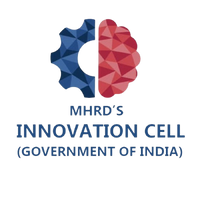 MHRD'S
INNOVATION CELL
(GOVERNMENT OF INDIA)